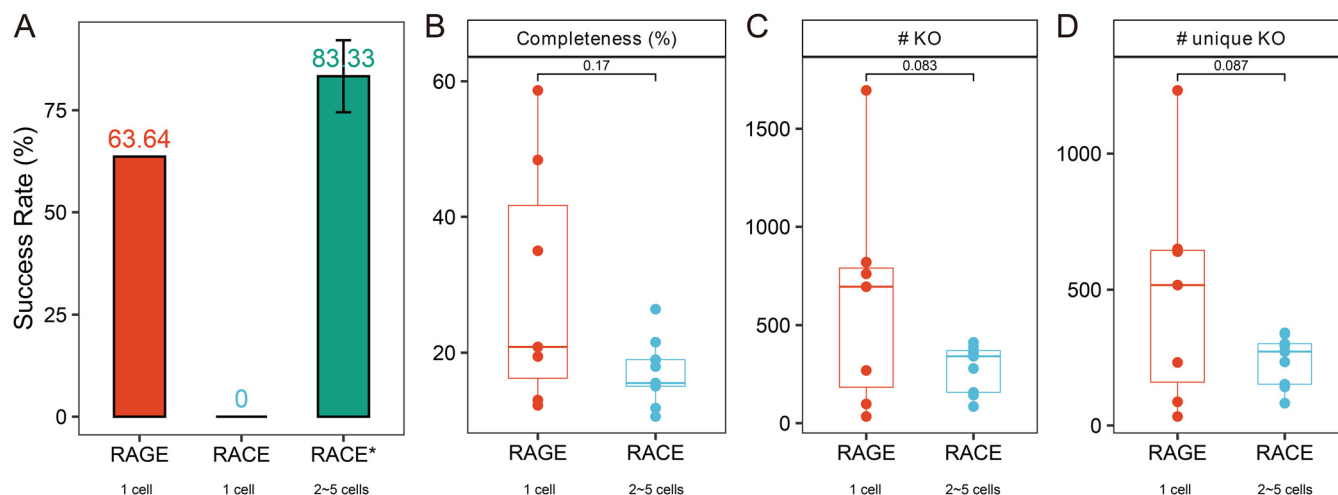 A
Success Rate (%)
75
50
25
0
63.64
0
83.33
RAGE
RACE
RACE*
1 cell
1 cell
2~5 cells
B
Completeness (%)
0.17
60
40
20
RAGE
RACE
1 cell
2~5 cells
C
# KO
0.083
1500
1000
500
0
RAGE
RACE
1 cell
2~5 cells
D
# unique KO
0.087
1000
500
0
RAGE
RACE
1 cell
2~5 cells